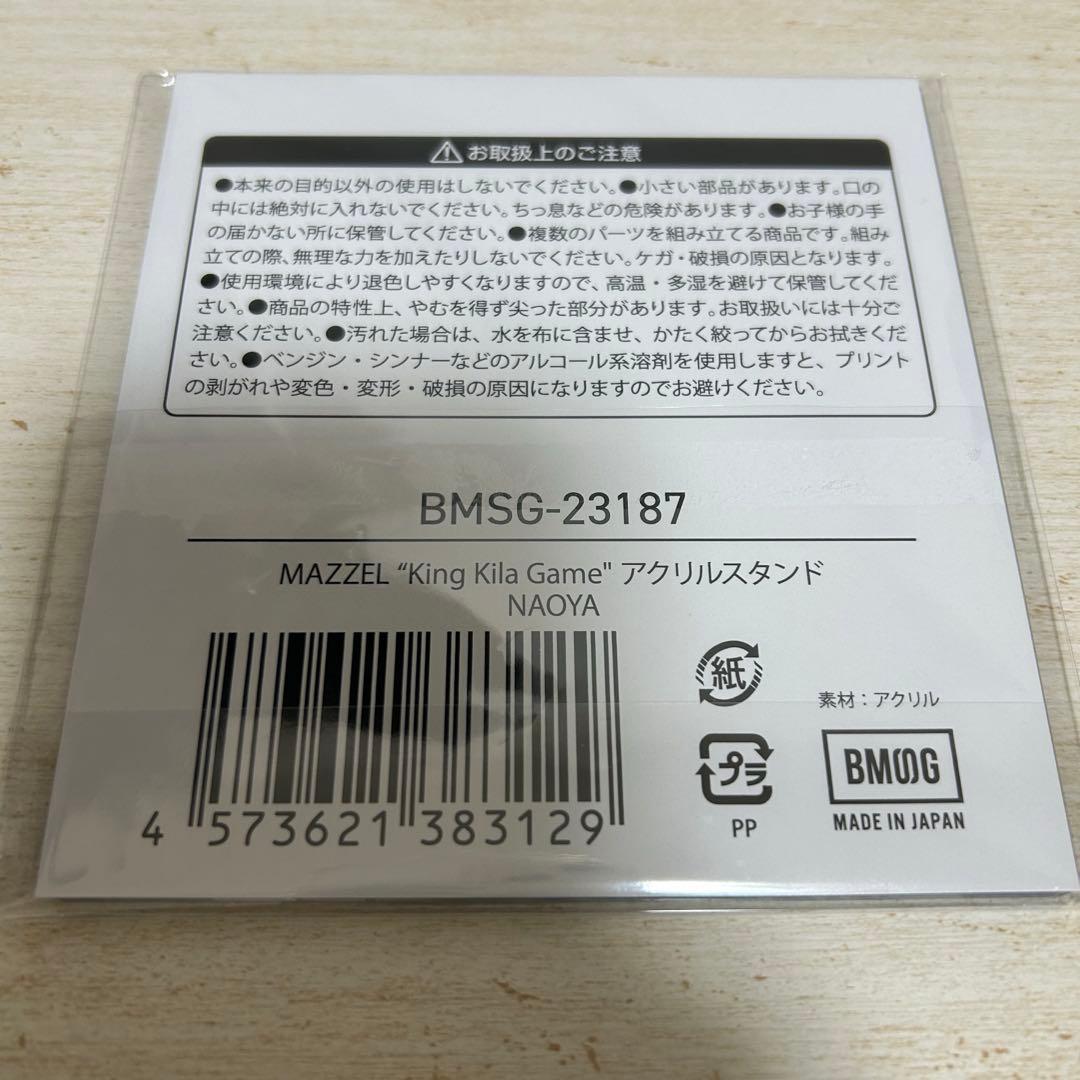 ⚠お取扱上のご注意
●本来の目的以外の使用はしないでください。●小さい部品があります。口の
中には絶対に入れないでください。ちっ息などの危険があります。●お子様の手
の届かない所に保管してください。●複数のパーツを組み立てる商品です。組み
立ての際、無理な力を加えたりしないでください。ケガ・破損の原因となります。
●使用環境により退色しやすくなりますので、高温・多湿を避けて保管してくだ
さい。●商品の特性上、やむを得ず尖った部分があります。お取扱いには十分ご
注意ください。●汚れた場合は、水を布に含ませ、かたく絞ってからお拭きくだ
さい。●ベンジン・シンナーなどのアルコール系溶剤を使用しますと、プリント
の剥がれや変色・変形・破損の原因になりますのでお避けください。
BMSG-23187
MAZZEL “King Kila Game" アクリルスタンド
NAOYA
紙
素材：アクリル
プラ
PP
BMSG
MADE IN JAPAN
4 573621 383129